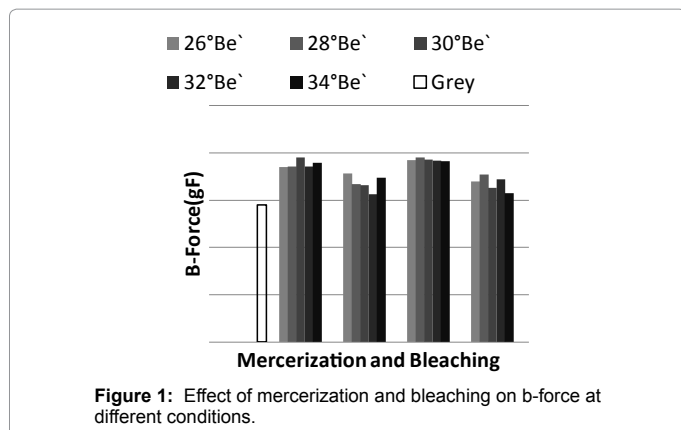 26°Be` 28°Be` 30°Be`
32°Be` 34°Be` Grey
B-Force(gF)
Mercerization and Bleaching
Figure 1: Effect of mercerization and bleaching on b-force at
different conditions.